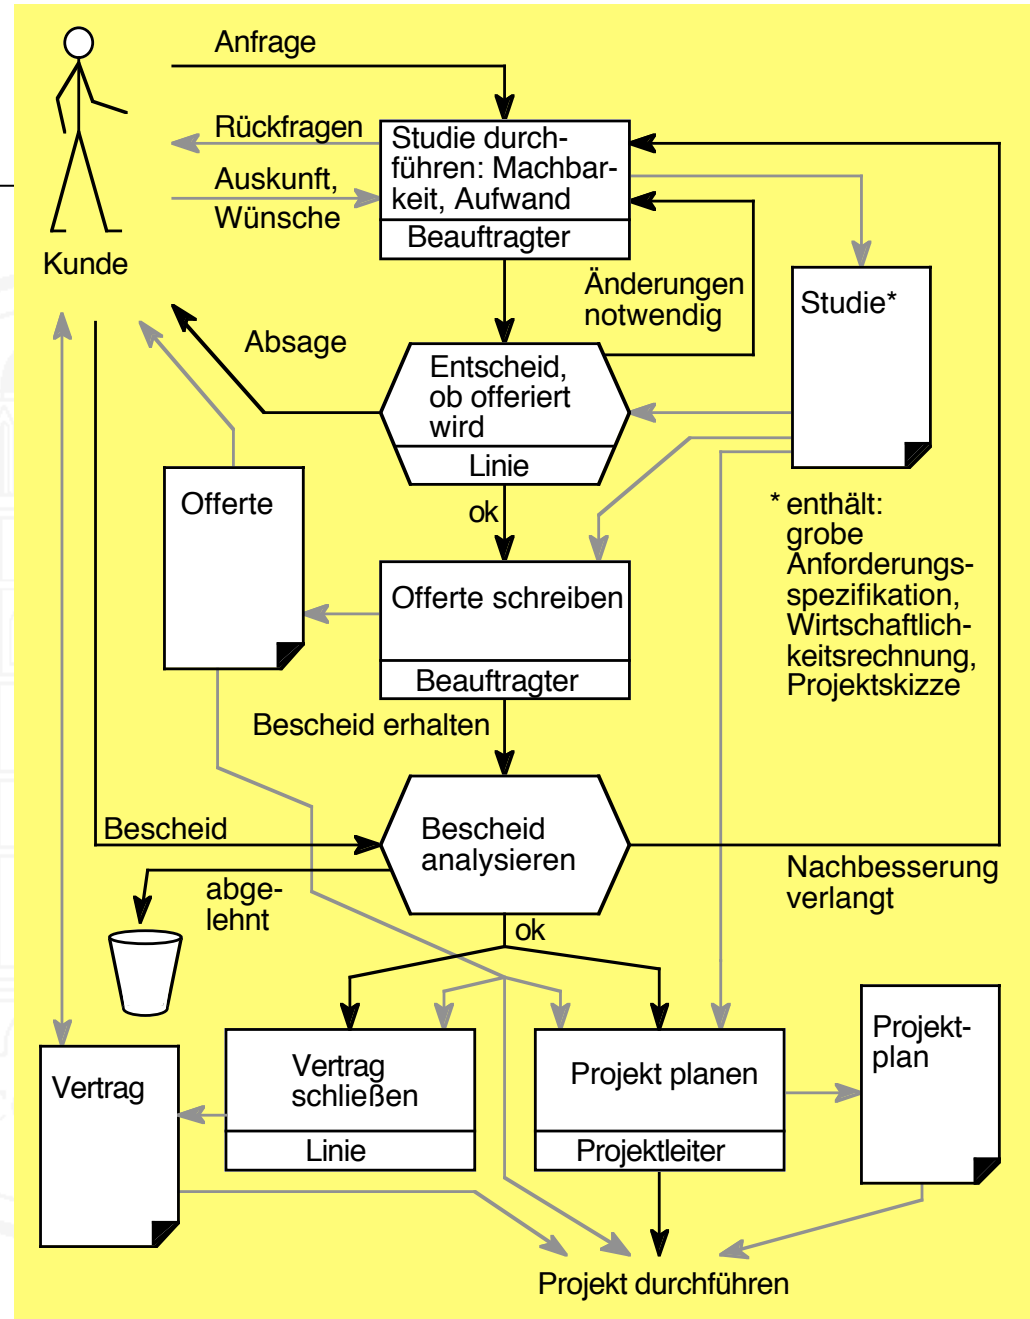 Anfrage
Rückfragen
Auskunft,
Wünsche
Kunde
Studie durch-
führen: Machbar-
keit, Aufwand
Beauftragter
Änderungen
notwendig
Studie*
Absage
Entscheid,
ob offeriert
wird
Linie
ok
Offerte
* enthält:
grobe
Anforderungs-
spezifikation,
Wirtschaftlich-
keitsrechnung,
Projektskizze
Offerte schreiben
Beauftragter
Bescheid erhalten
Bescheid
Bescheid
analysieren
Nachbesserung
verlangt
abge-
lehnt
ok
Vertrag
Vertrag
schließen
Linie
Projekt planen
Projektleiter
Projekt-
plan
Projekt durchführen